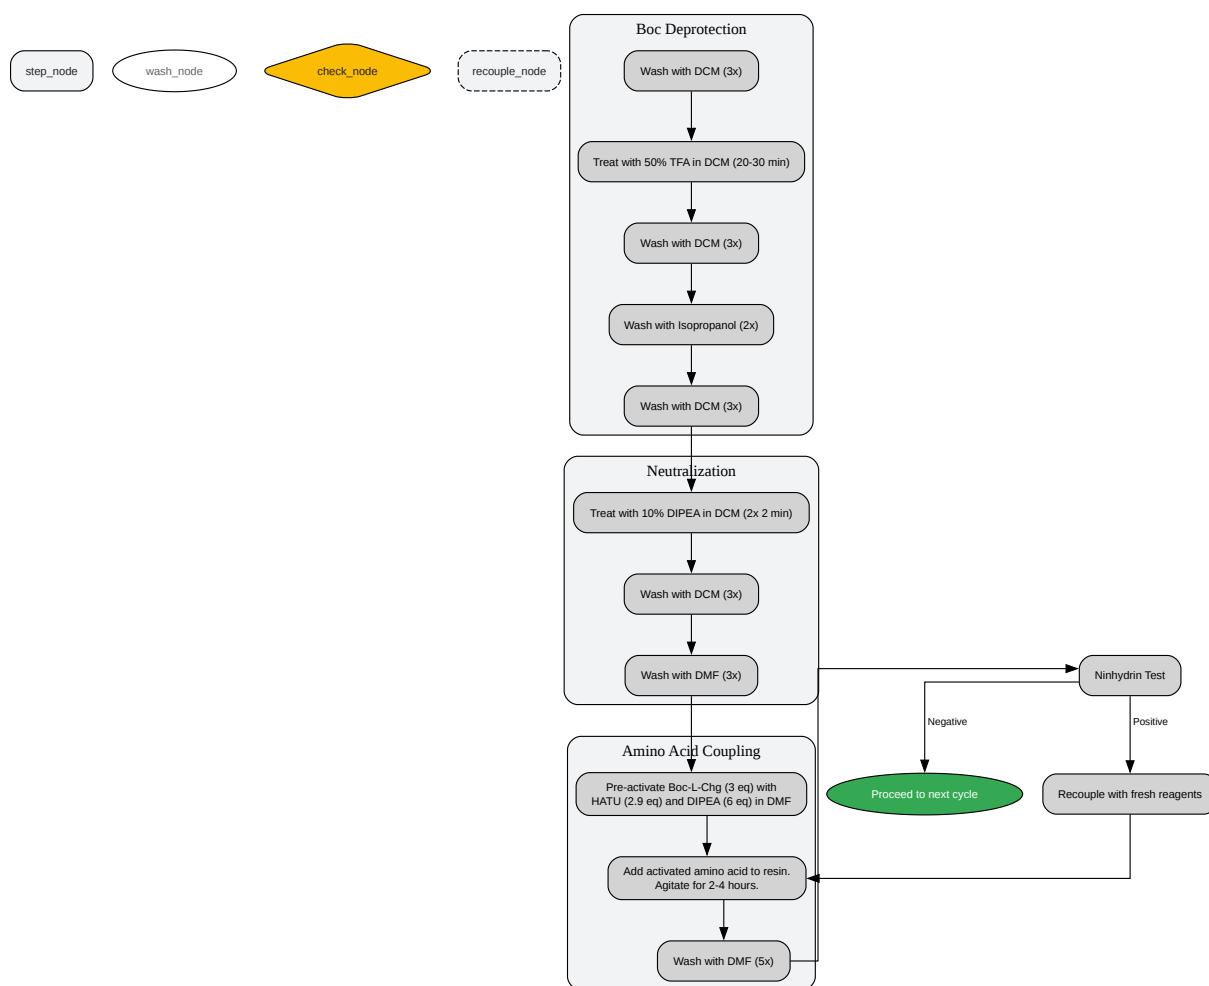 step_node
wash_node
check_node
recouple_node
Boc Deprotection
Wash with DCM (3x)
Treat with 50% TFA in DCM (20-30 min)
Wash with DCM (3x)
Wash with Isopropanol (2x)
Wash with DCM (3x)
Neutralization
Treat with 10% DIPEA in DCM (2x 2 min)
Wash with DCM (3x)
Wash with DMF (3x)
Ninhydrin Test
Negative
Positive
Amino Acid Coupling
Pre-activate Boc-L-Chg (3 eq) with
HATU (2.9 eq) and DIPEA (6 eq) in DMF
Proceed to next cycle
Recouple with fresh reagents
Add activated amino acid to resin.
Agitate for 2-4 hours.
Wash with DMF (5x)